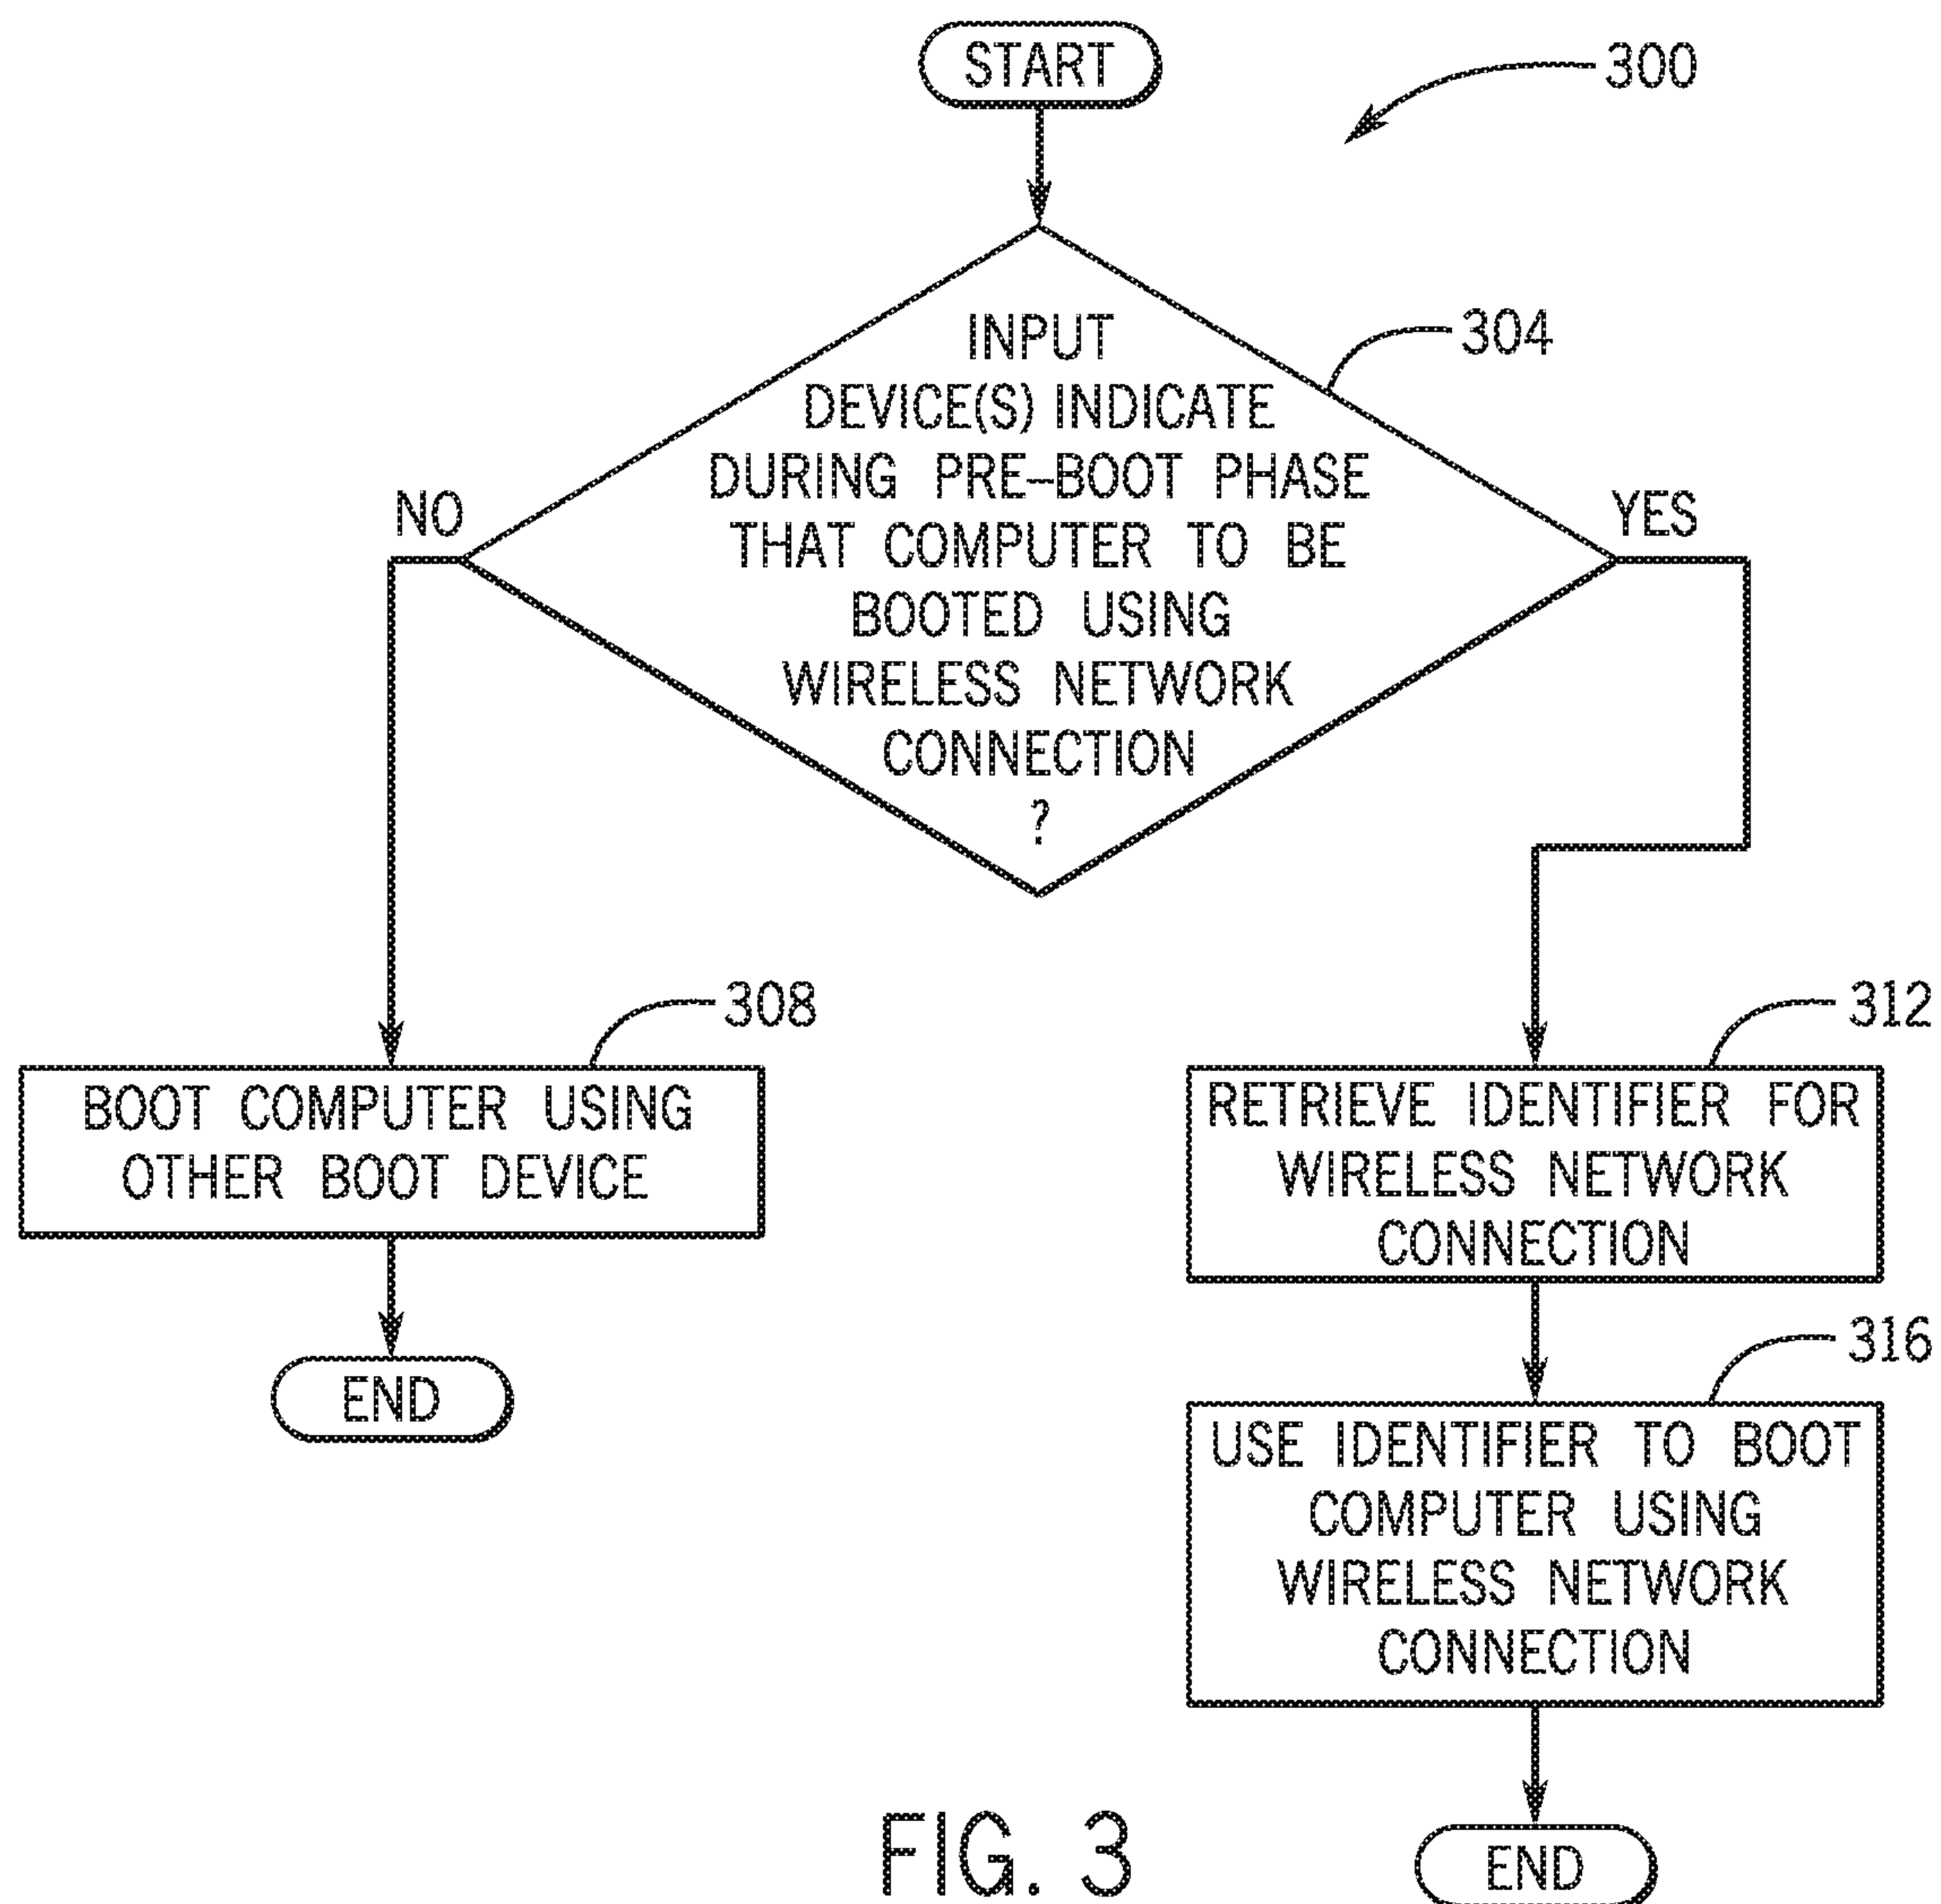 START
300
INPUT
DEVICE(S) INDICATE
DURING PRE-BOOT PHASE
THAT COMPUTER TO BE
BOOTED USING
WIRELESS NETWORK
CONNECTION
?
304
NO
YES
308
BOOT COMPUTER USING
OTHER BOOT DEVICE
END
312
RETRIEVE IDENTIFIER FOR
WIRELESS NETWORK
CONNECTION
316
USE IDENTIFIER TO BOOT
COMPUTER USING
WIRELESS NETWORK
CONNECTION
END
FIG. 3